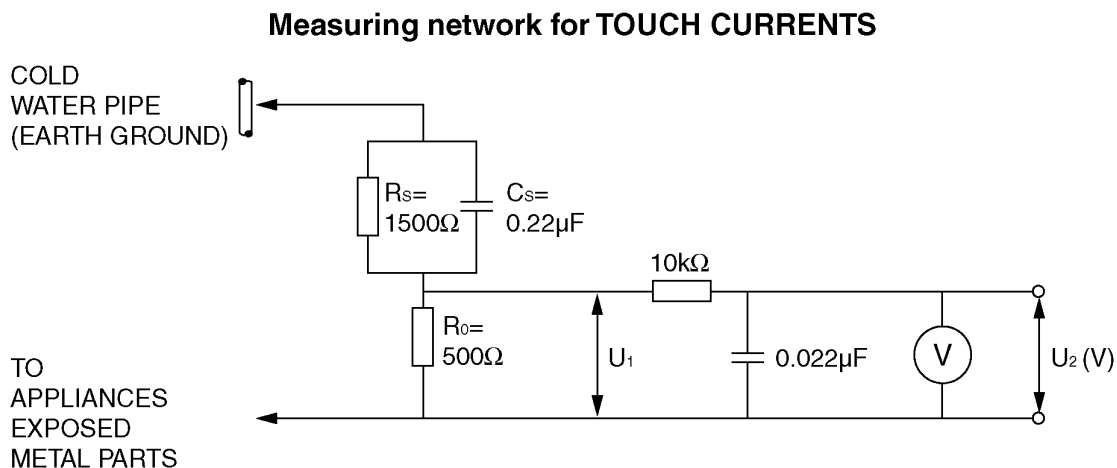 Measuring network for TOUCH CURRENTS
COLD
WATER PIPE
(EARTH GROUND)
Rs=
1500Ω
Cs=
0.22µF
10kΩ
R0=
500Ω
U1
0.022µF
V
U2 (V)
TO
APPLIANCES
EXPOSED
METAL PARTS